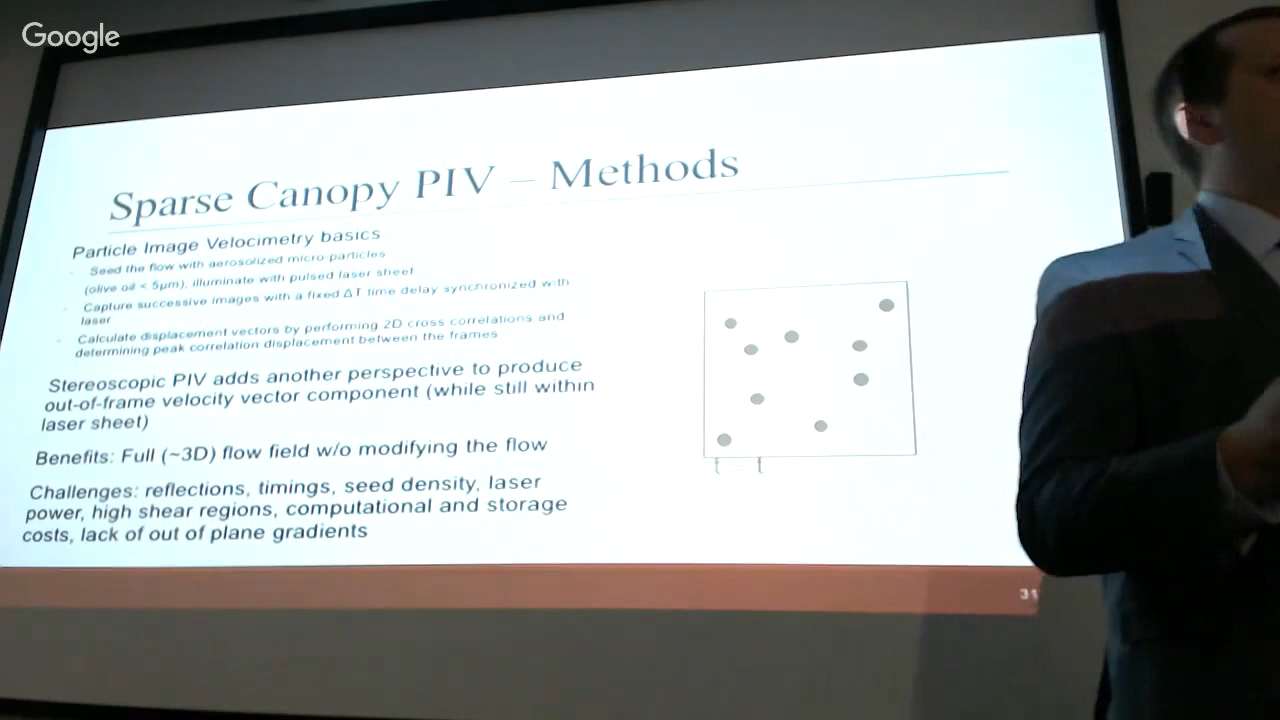 Google
Sparse Canopy PIV – Methods
Particle Image Velocimetry basics
Seed the flow with aerosolized micro particles
(olive oil < 5μm), illuminate with pulsed laser sheet
Capture successive images with a fixed ΔT time delay synchronized with
laser
Calculate displacement vectors by performing 2D cross correlations and
determining peak correlation displacement between the frames
Stereoscopic PIV adds another perspective to produce
out-of-frame velocity vector component (while still within
laser sheet)
Benefits: Full (~3D) flow field w/o modifying the flow
Challenges: reflections, timings, seed density, laser
power, high shear regions, computational and storage
costs, lack of out of plane gradients
31